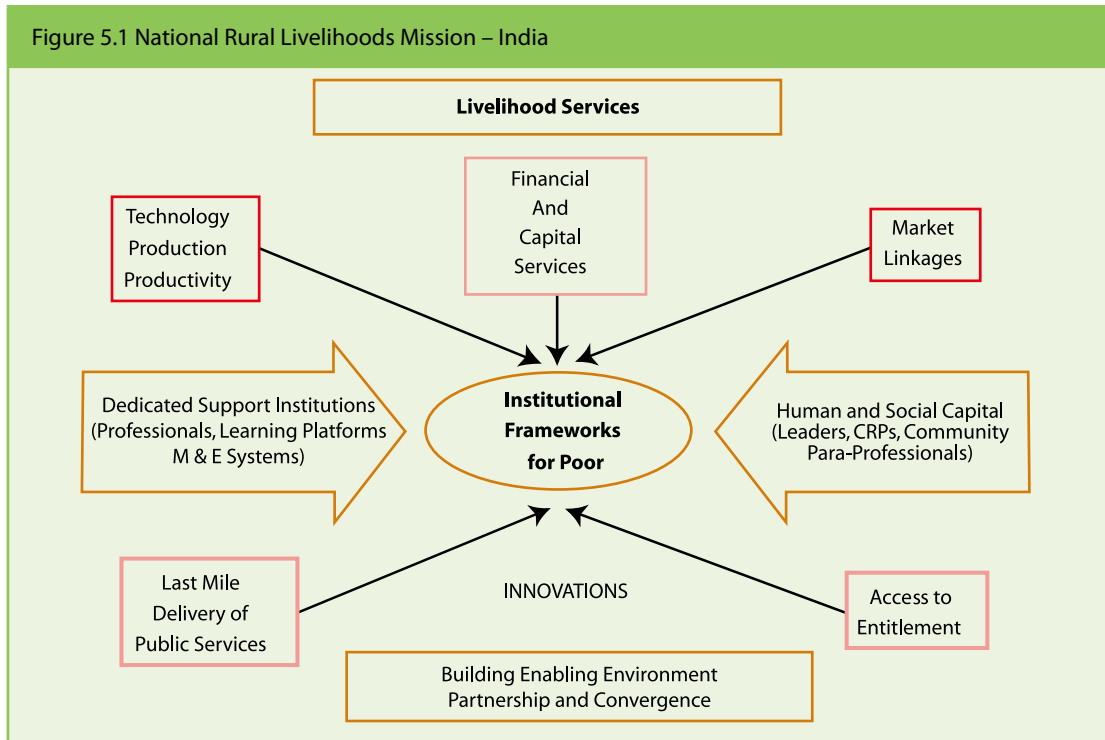 Figure 5.1 National Rural Livelihoods Mission – India
Livelihood Services
Technology
Production
Productivity
Financial
And
Capital
Services
Market
Linkages
Dedicated Support Institutions
(Professionals, Learning Platforms
M & E Systems)
Institutional
Frameworks
for Poor
Human and Social Capital
(Leaders, CRPs, Community
Para-Professionals)
Last Mile
Delivery of
Public Services
INNOVATIONS
Access to
Entitlement
Building Enabling Environment
Partnership and Convergence